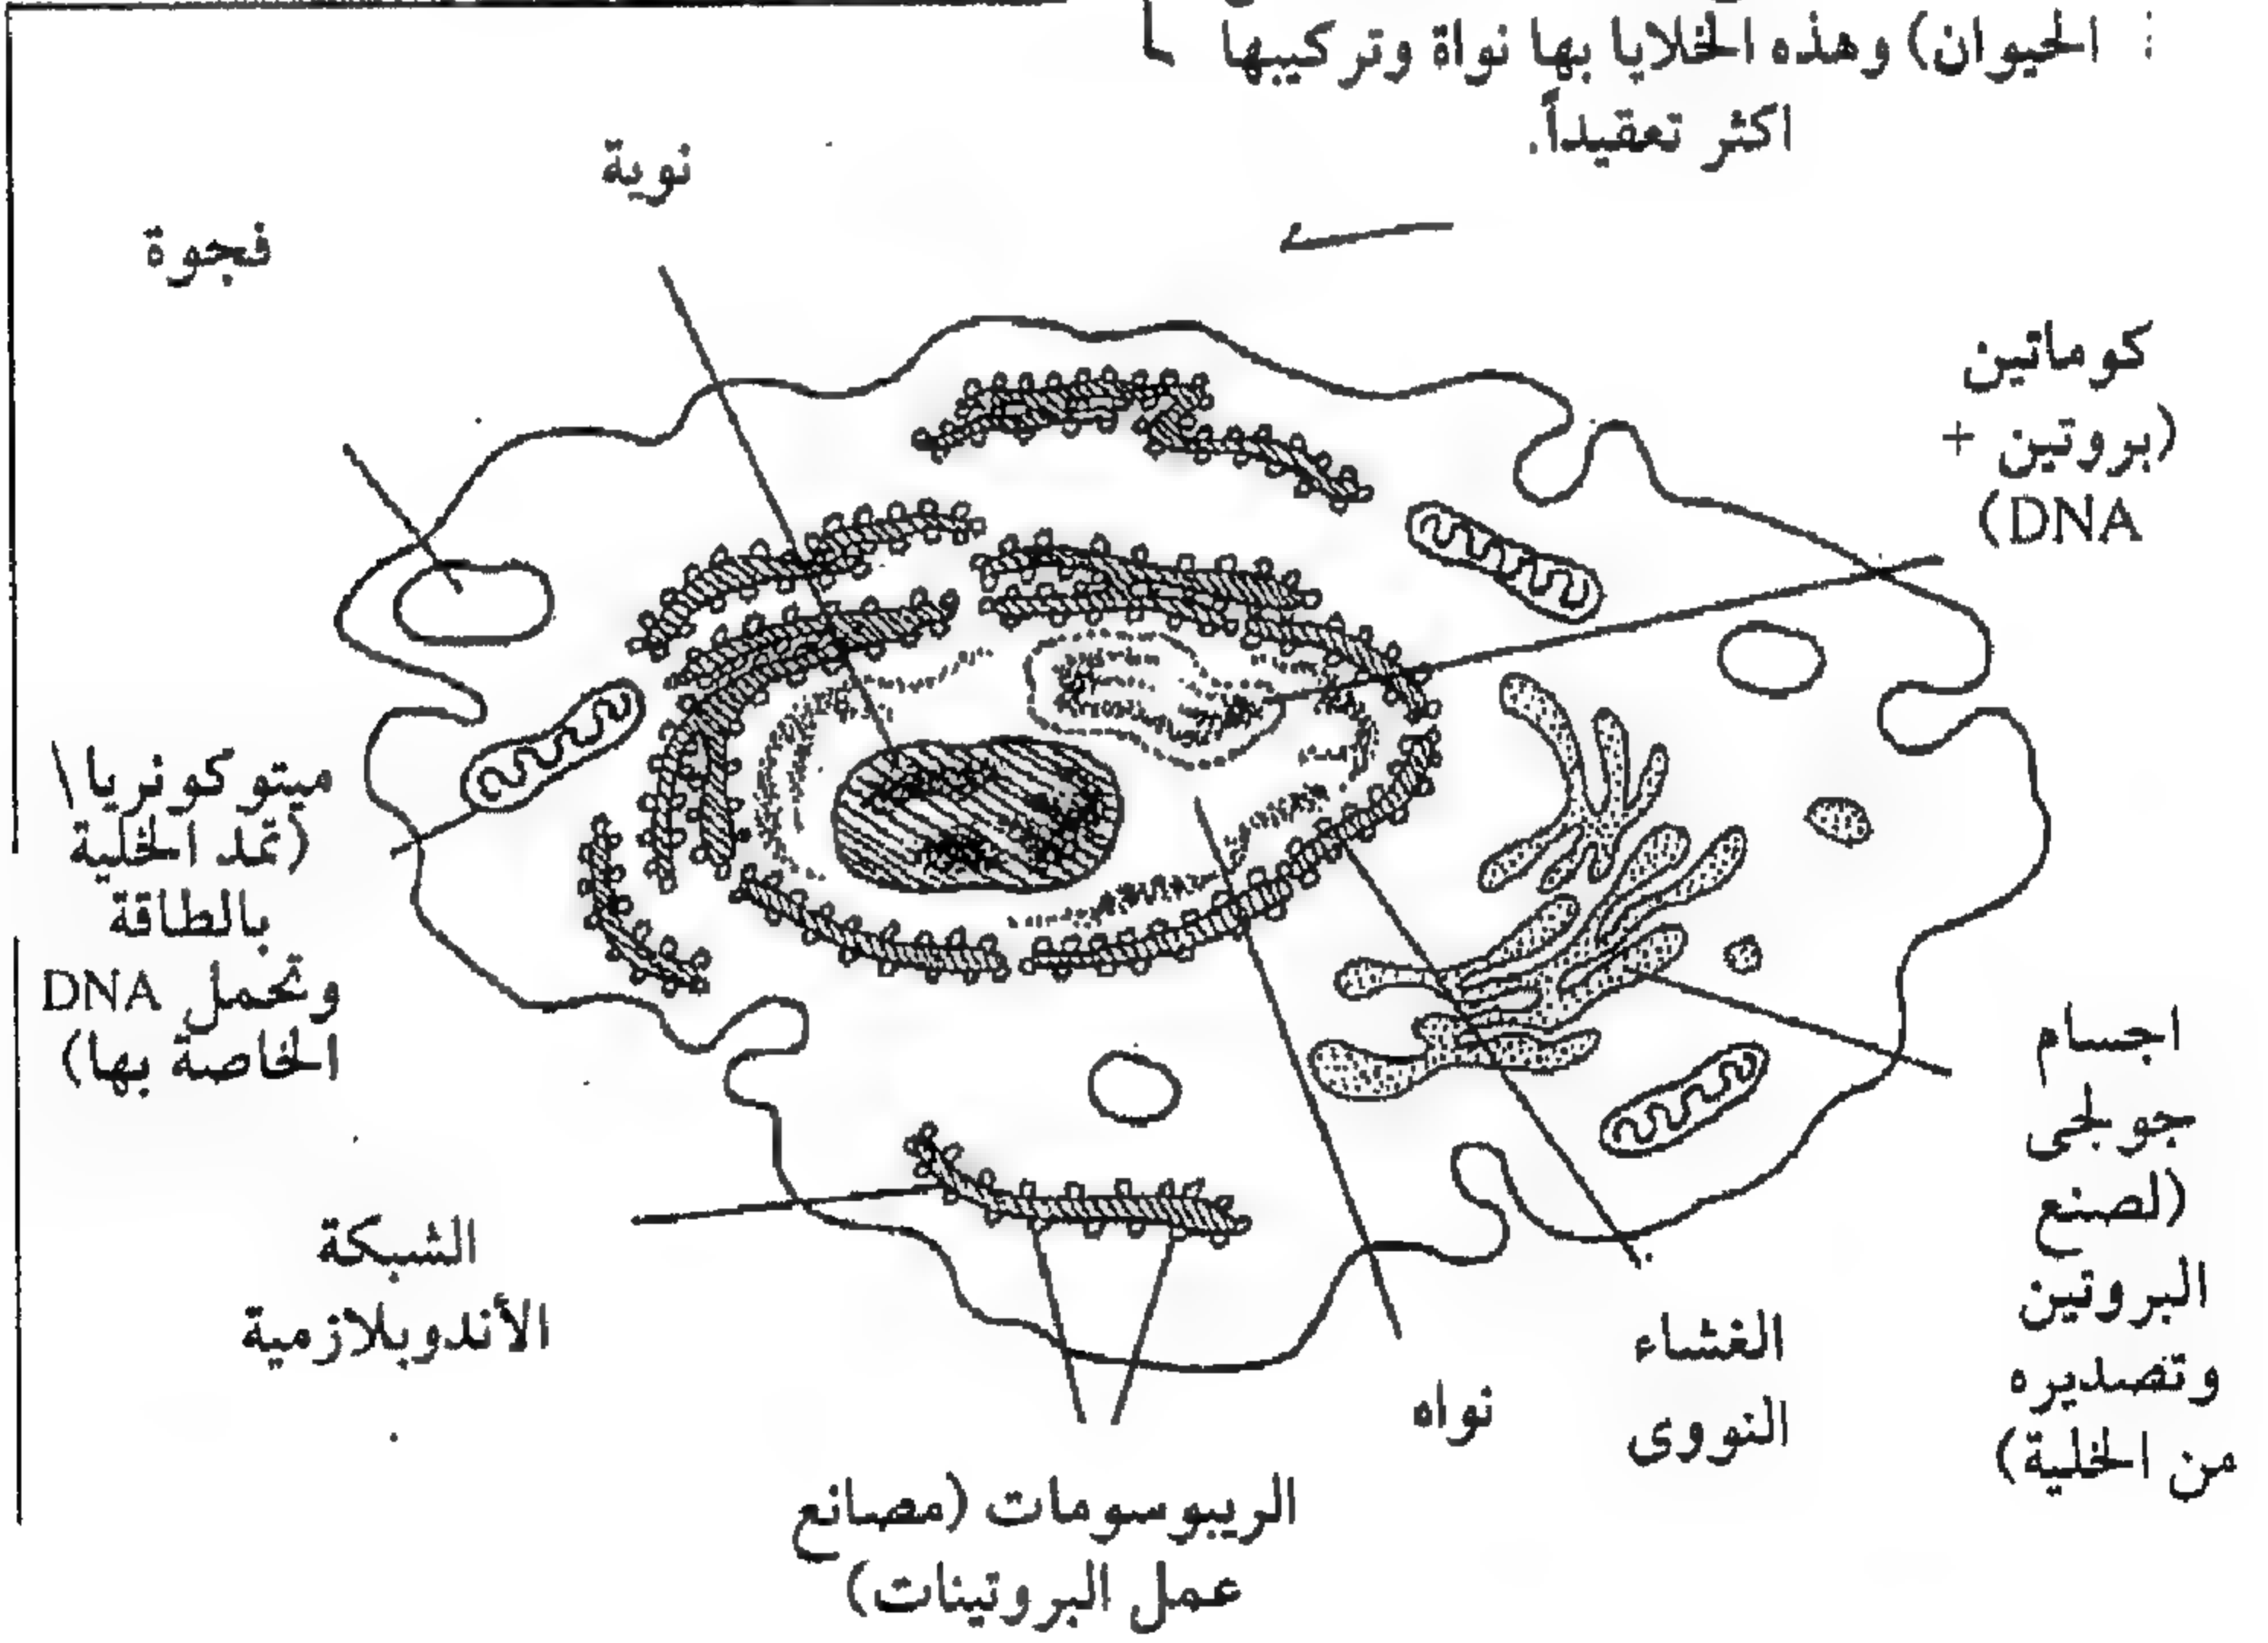 : الحيوان) وهذه الخلايا بها نواة وتركيبها
اكثر تعقيداً.
نوية
فجوة
كوماتين
(بروتين +
DNA)
ميتوكونريا\
(تمد الخلية
بالطاقة
وتحمل DNA
الخاصة بها)
اجسام
جولجى
(لصنع
البروتين
وتصديره
من الخلية)
الشبكة
الأندوبلازمية
الغشاء
النووى
نواه
الريبوسومات (مصانع
عمل البروتينات)